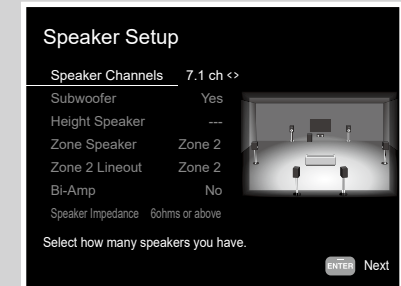 Speaker Setup
Speaker Channels 7.1 ch <>
Subwoofer Yes
Height Speaker ---
Zone Speaker Zone 2
Zone 2 Lineout Zone 2
Bi-Amp No
Speaker Impedance 6ohms or above
Select how many speakers you have.
ENTER Next